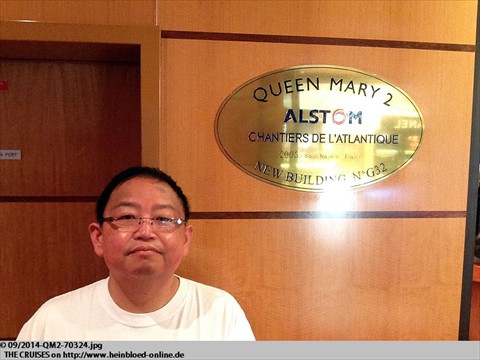 QUEEN MARY 2
ALSTOM
CHANTIERS DE L'ATLANTIQUE
NEW BUILDING N°G32
PORT
© 09/2014-QM2-70324.jpg
THE CRUISES on http://www.heinbloed-online.de